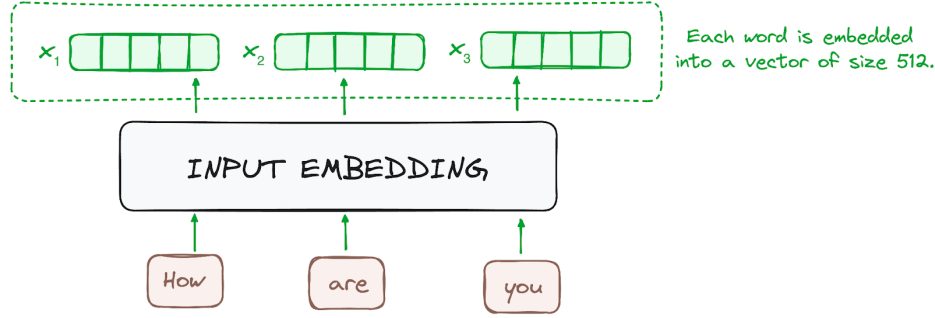 x₁ x₂ x₃
Each word is embedded
into a vector of size 512.
INPUT EMBEDDING
How are you